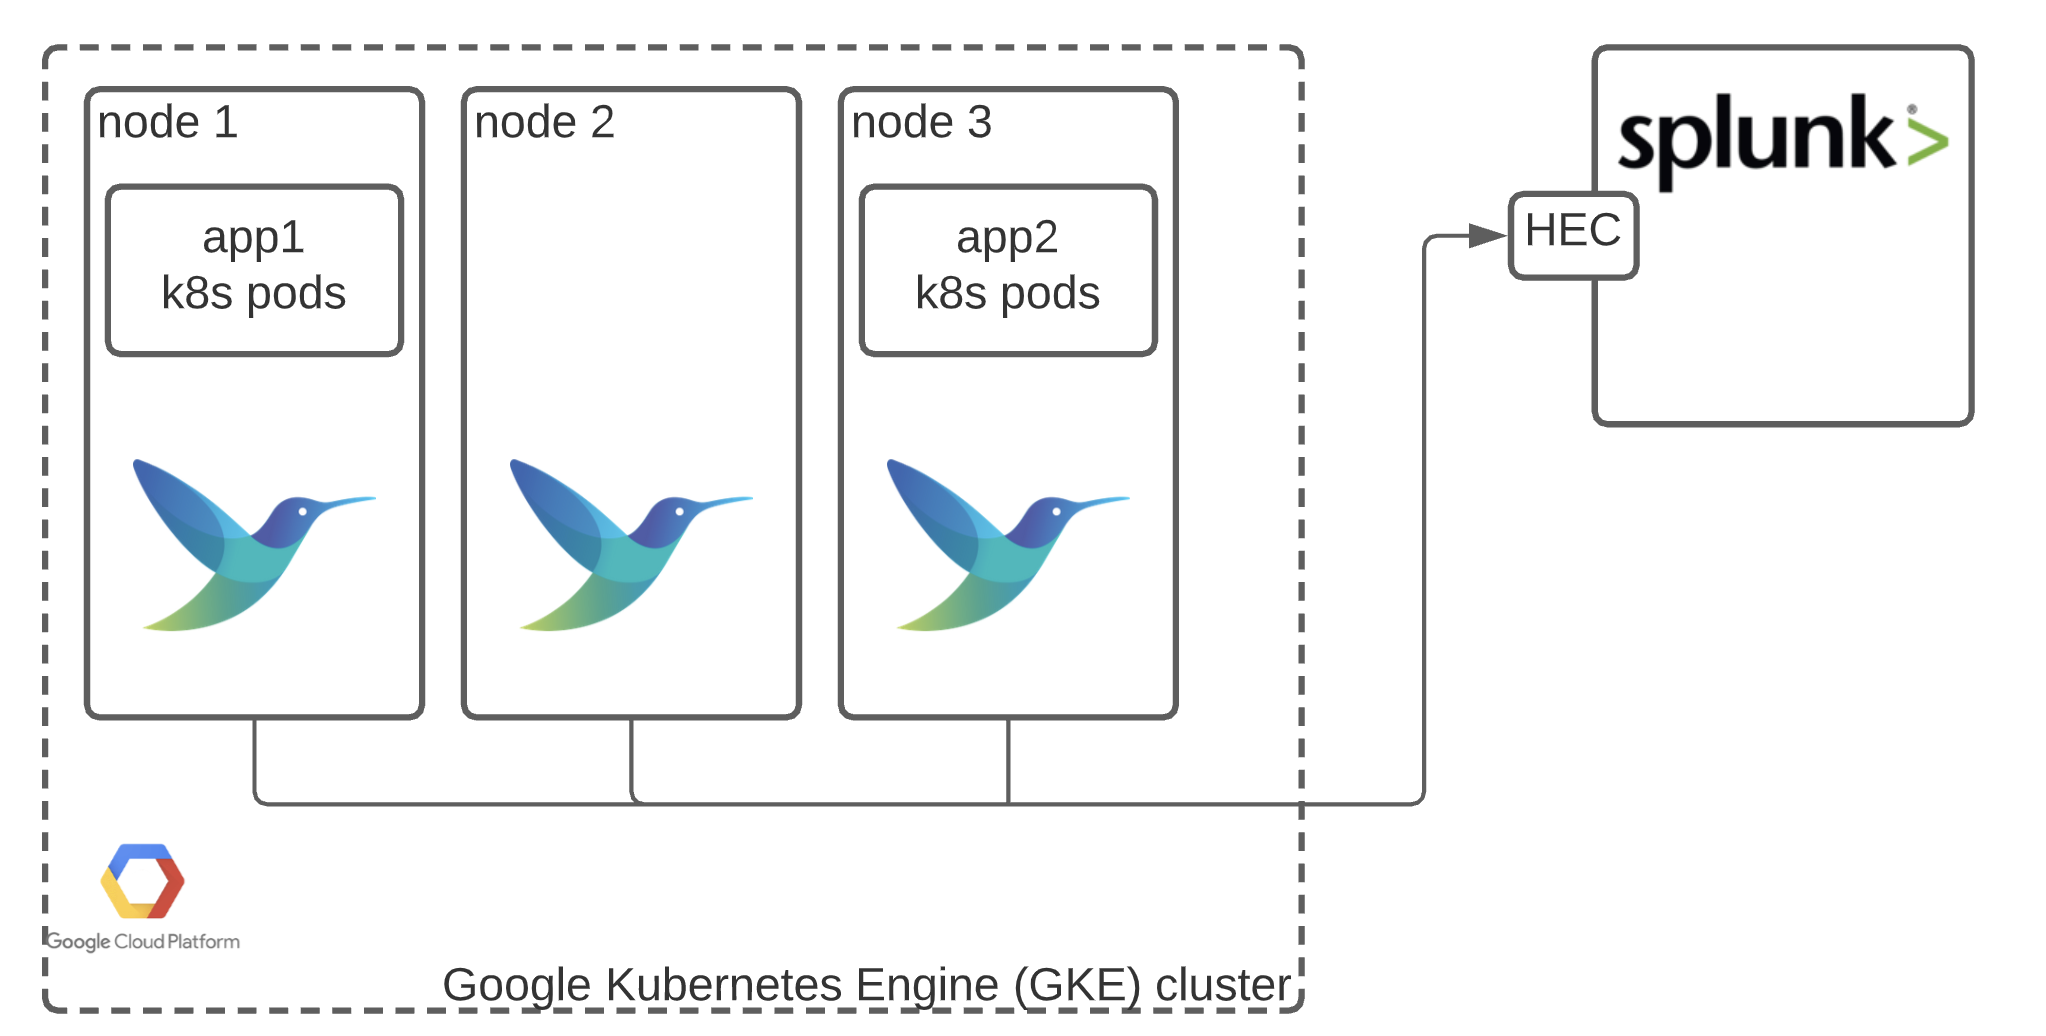 node 1
node 2
node 3
app1
k8s pods
app2
k8s pods
splunk>®
HEC
Google Cloud Platform
Google Kubernetes Engine (GKE) cluster